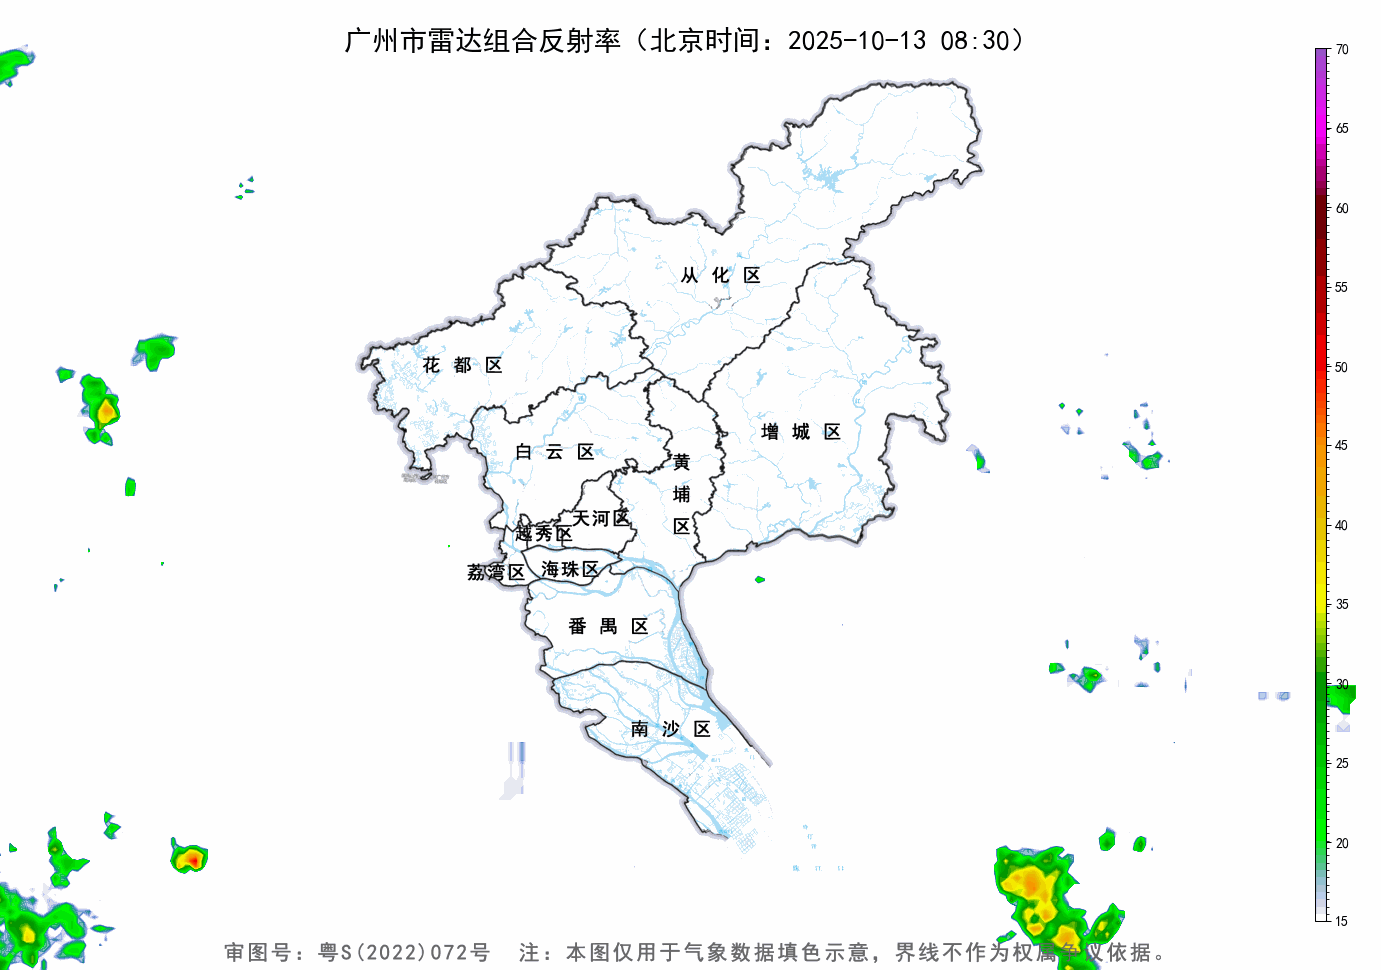 广州市雷达组合反射率（北京时间：2025-10-13 08:30）
70
65
60
55
50
45
40
35
30
25
20
15
从化区
花都区
增城区
白云区
黄埔区
天河区
越秀区
荔湾区
海珠区
番禺区
南沙区
审图号：粤S(2022)072号 注：本图仅用于气象数据填色示意，界线不作为权属争议依据。